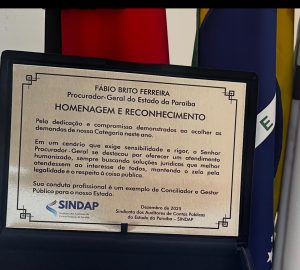 FÁBIO BRITO FERREIRA
Procurador-Geral do Estado da Paraíba
HOMENAGEM E RECONHECIMENTO
Pela dedicação e compromisso demonstrados ao acolher as
demandas de nossa Categoria neste ano.
Em um cenário que exige sensibilidade e rigor, o Senhor
Procurador-Geral se destacou por oferecer um atendimento
humanizado, sempre buscando soluções jurídicas que melhor
atendessem ao interesse de todos, mantendo o zelo pela
legalidade e o respeito à coisa pública.
Sua conduta profissional é um exemplo de Conciliador e Gestor
Público para o nosso Estado.
SINDAP
Dezembro de 2025
Sindicato dos Auditores de Contas Públicas
do Estado da Paraíba - SINDAP
E